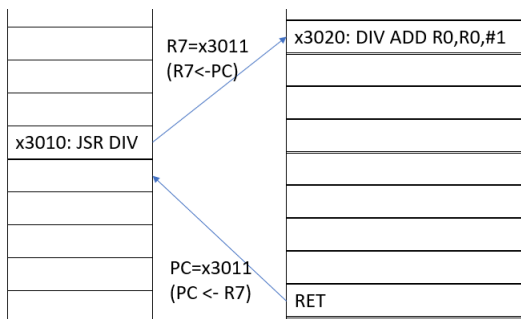 R7=x3011
(R7<-PC)
x3020: DIV ADD R0,R0,#1
x3010: JSR DIV
PC=x3011
(PC <- R7)
RET